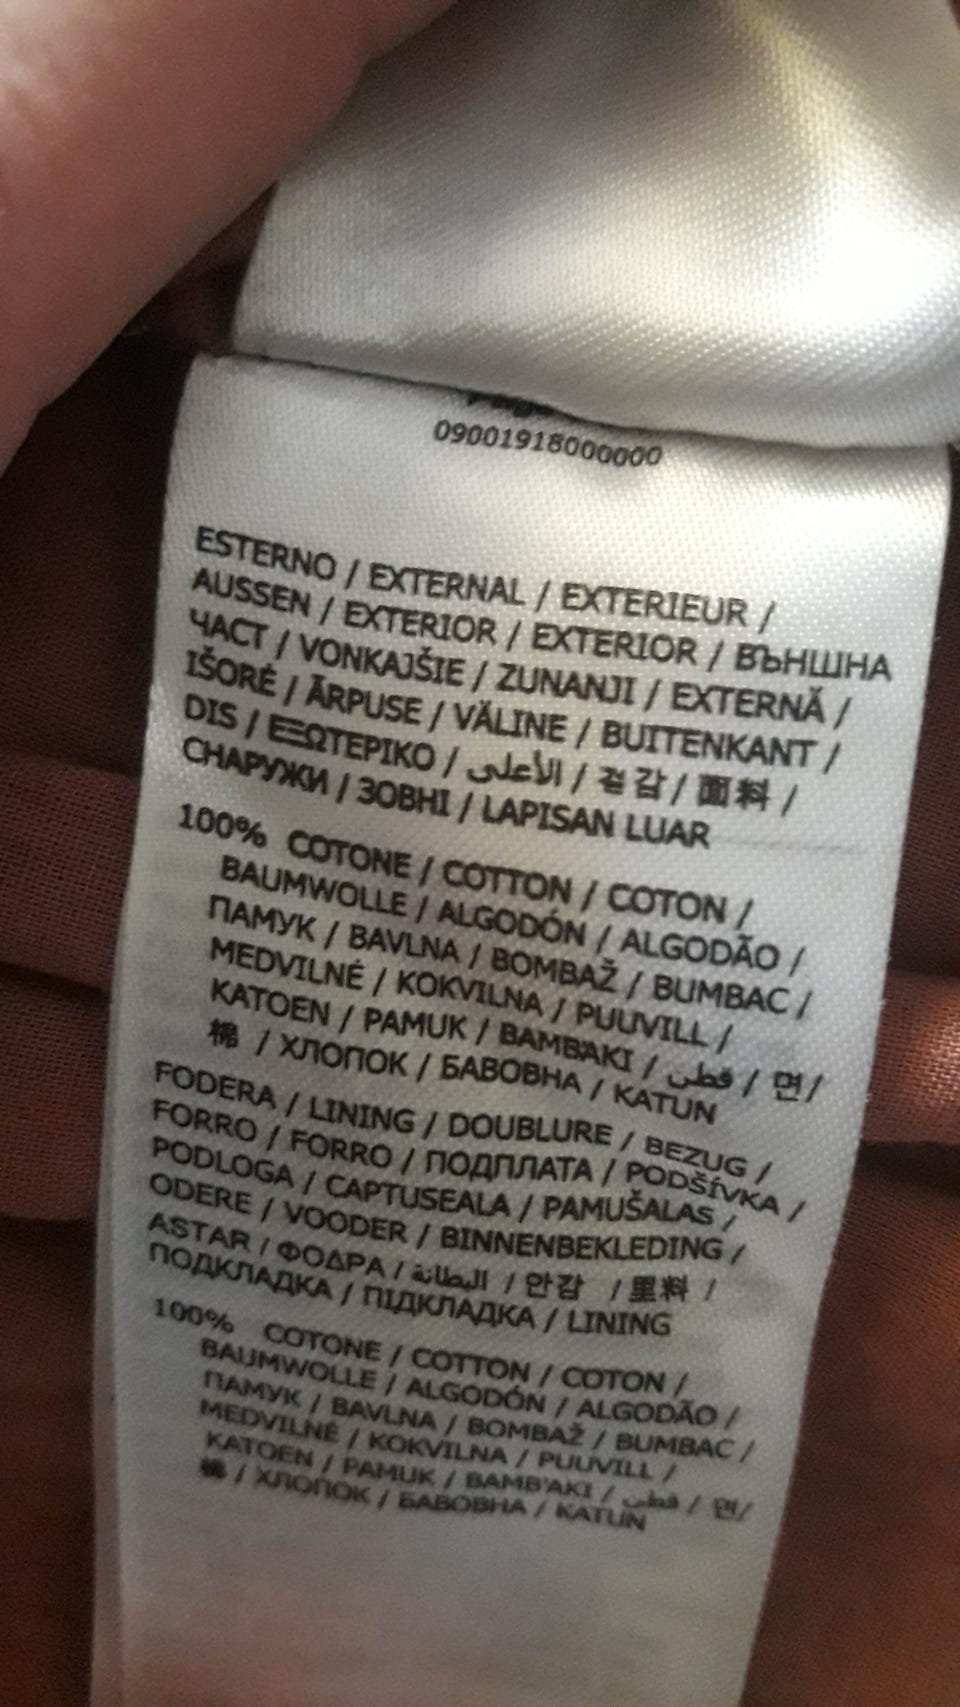 09001918000000
ESTERNO / EXTERNAL / EXTERIEUR /
AUSSEN / EXTERIOR / EXTERIOR / ВЪНШНА
ЧАСТ / VONKAJŠIE / ZUNANJI / EXTERNĂ /
IŠORĖ / ĀRPUSE / VÄLINE / BUITENKANT /
DIS / ΕΞΩΤΕΡΙΚΟ / الأعلى / 겉감 / 面料 /
СНАРУЖИ / ЗОВНІ / LAPISAN LUAR
100% COTONE / COTTON / COTON /
BAUMWOLLE / ALGODÓN / ALGODÃO /
ПАМУК / BAVLNA / BOMBAŽ / BUMBAC /
MEDVILNĖ / KOKVILNA / PUUVILL /
KATOEN / PAMUK / BAMBAKI / قطن / 면/
棉 / ХЛОПОК / БАВОВНА / KATUN
FODERA / LINING / DOUBLURE / BEZUG /
FORRO / FORRO / ПОДПЛАТА / PODŠÍVKA /
PODLOGA / CAPTUSEALA / PAMUŠALAS /
ODERE / VOODER / BINNENBEKLEDING /
ASTAR / ΦΟΔΡΑ / البطانة / 안감 / 里料 /
ПОДКЛАДКА / ПІДКЛАДКА / LINING
100% COTONE / COTTON / COTON /
BAUMWOLLE / ALGODÓN / ALGODÃO /
ПАМУК / BAVLNA / BOMBAŽ / BUMBAC /
MEDVILNĖ / KOKVILNA / PUUVILL /
KATOEN / PAMUK / BAMB'AKI / قطن / 면/
棉 / ХЛОПОК / БАВОВНА / KATUN